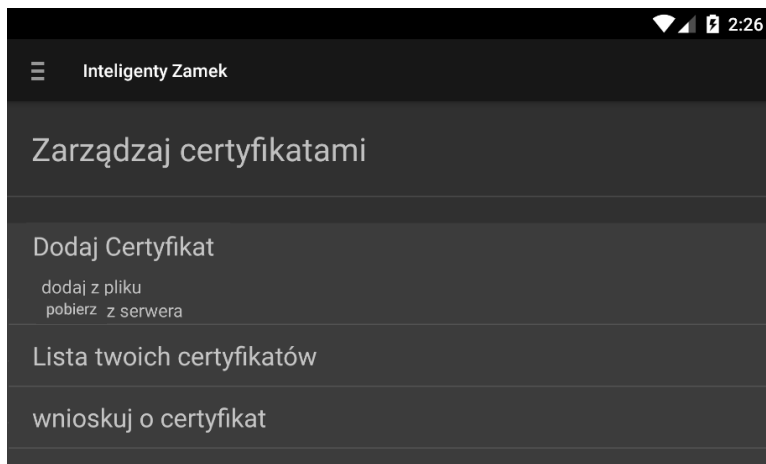 2:26
Inteligenty Zamek
Zarządzaj certyfikatami
Dodaj Certyfikat
dodaj z pliku
pobierz z serwera
Lista twoich certyfikatów
wnioskuj o certyfikat